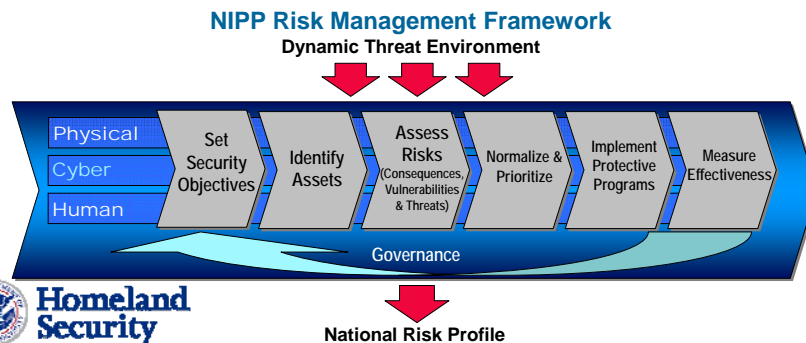 NIPP Risk Management Framework
Dynamic Threat Environment
Physical
Cyber
Human
Set
Security
Objectives
Identify
Assets
Assess
Risks
(Consequences,
Vulnerabilities
& Threats)
Normalize &
Prioritize
Implement
Protective
Programs
Measure
Effectiveness
Governance
Homeland
Security
National Risk Profile